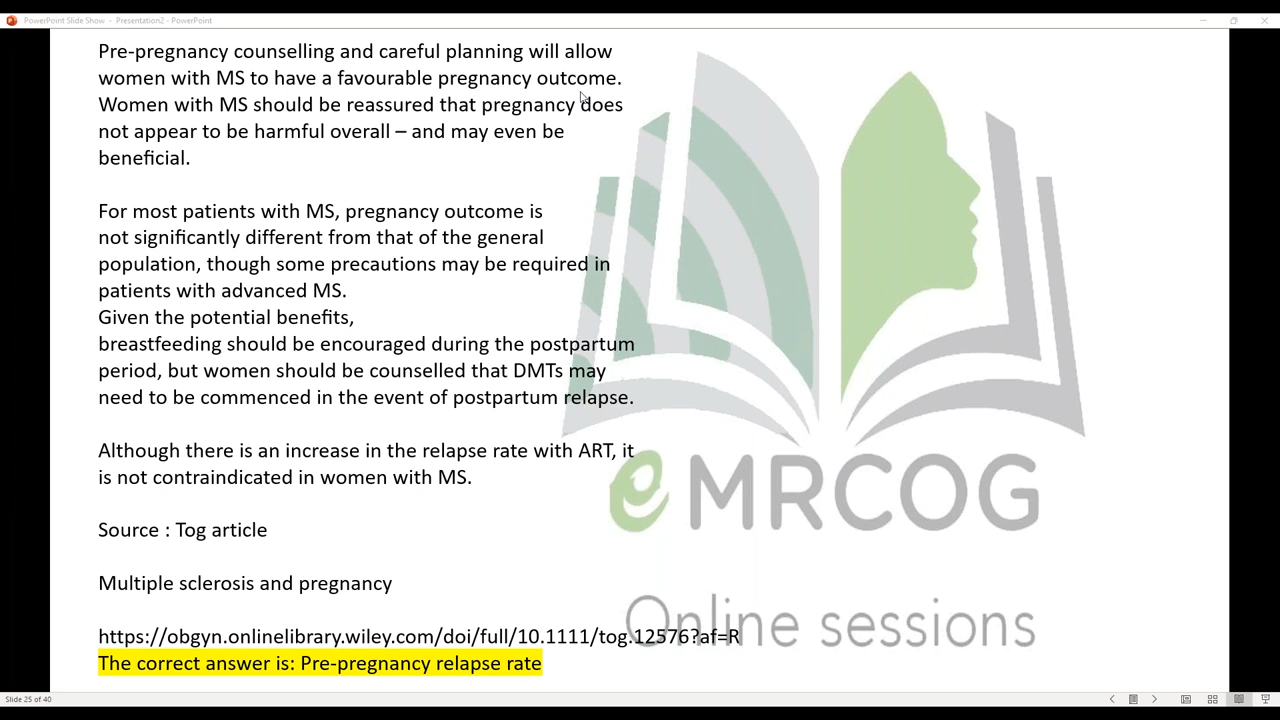 PowerPoint Slide Show - Presentation2 - PowerPoint
Pre-pregnancy counselling and careful planning will allow
women with MS to have a favourable pregnancy outcome.
Women with MS should be reassured that pregnancy does
not appear to be harmful overall – and may even be
beneficial.
For most patients with MS, pregnancy outcome is
not significantly different from that of the general
population, though some precautions may be required in
patients with advanced MS.
Given the potential benefits,
breastfeeding should be encouraged during the postpartum
period, but women should be counselled that DMTs may
need to be commenced in the event of postpartum relapse.
Although there is an increase in the relapse rate with ART, it
is not contraindicated in women with MS.
Source : Tog article
Multiple sclerosis and pregnancy
https://obgyn.onlinelibrary.wiley.com/doi/full/10.1111/tog.12576?af=R
The correct answer is: Pre-pregnancy relapse rate
eMRCOG
Online sessions
Slide 25 of 40